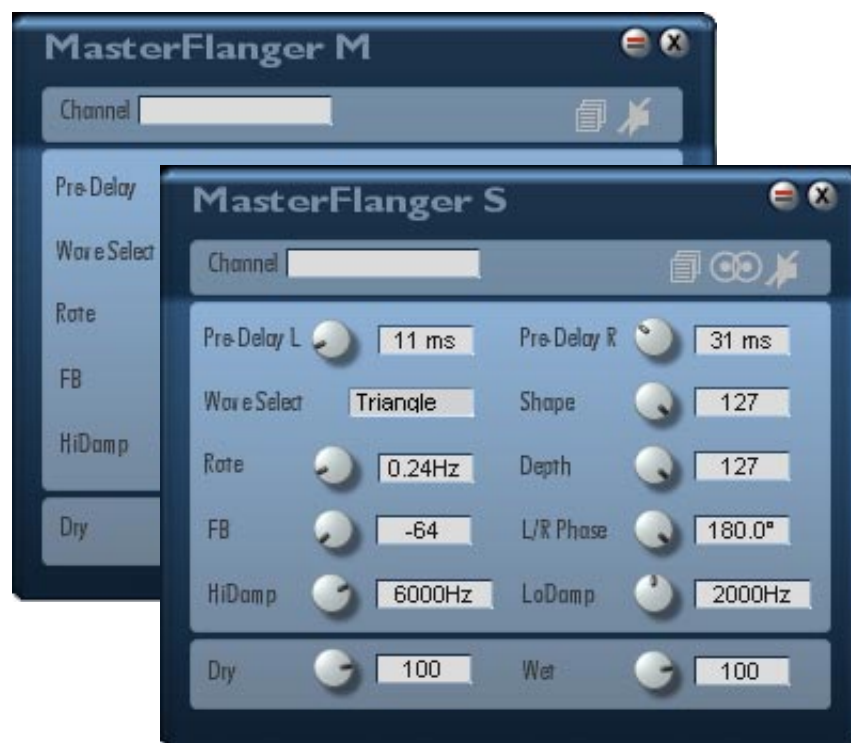 MasterFlanger M
Channel
Pre-Delay
Wave Select
Rate
FB
HiDamp
Dry
MasterFlanger S
Channel
Pre-Delay L 11 ms Pre-Delay R 31 ms
Wave Select Triangle Shape 127
Rate 0.24Hz Depth 127
FB -64 L/R Phase 180.0°
HiDamp 6000Hz LoDamp 2000Hz
Dry 100 Wet 100